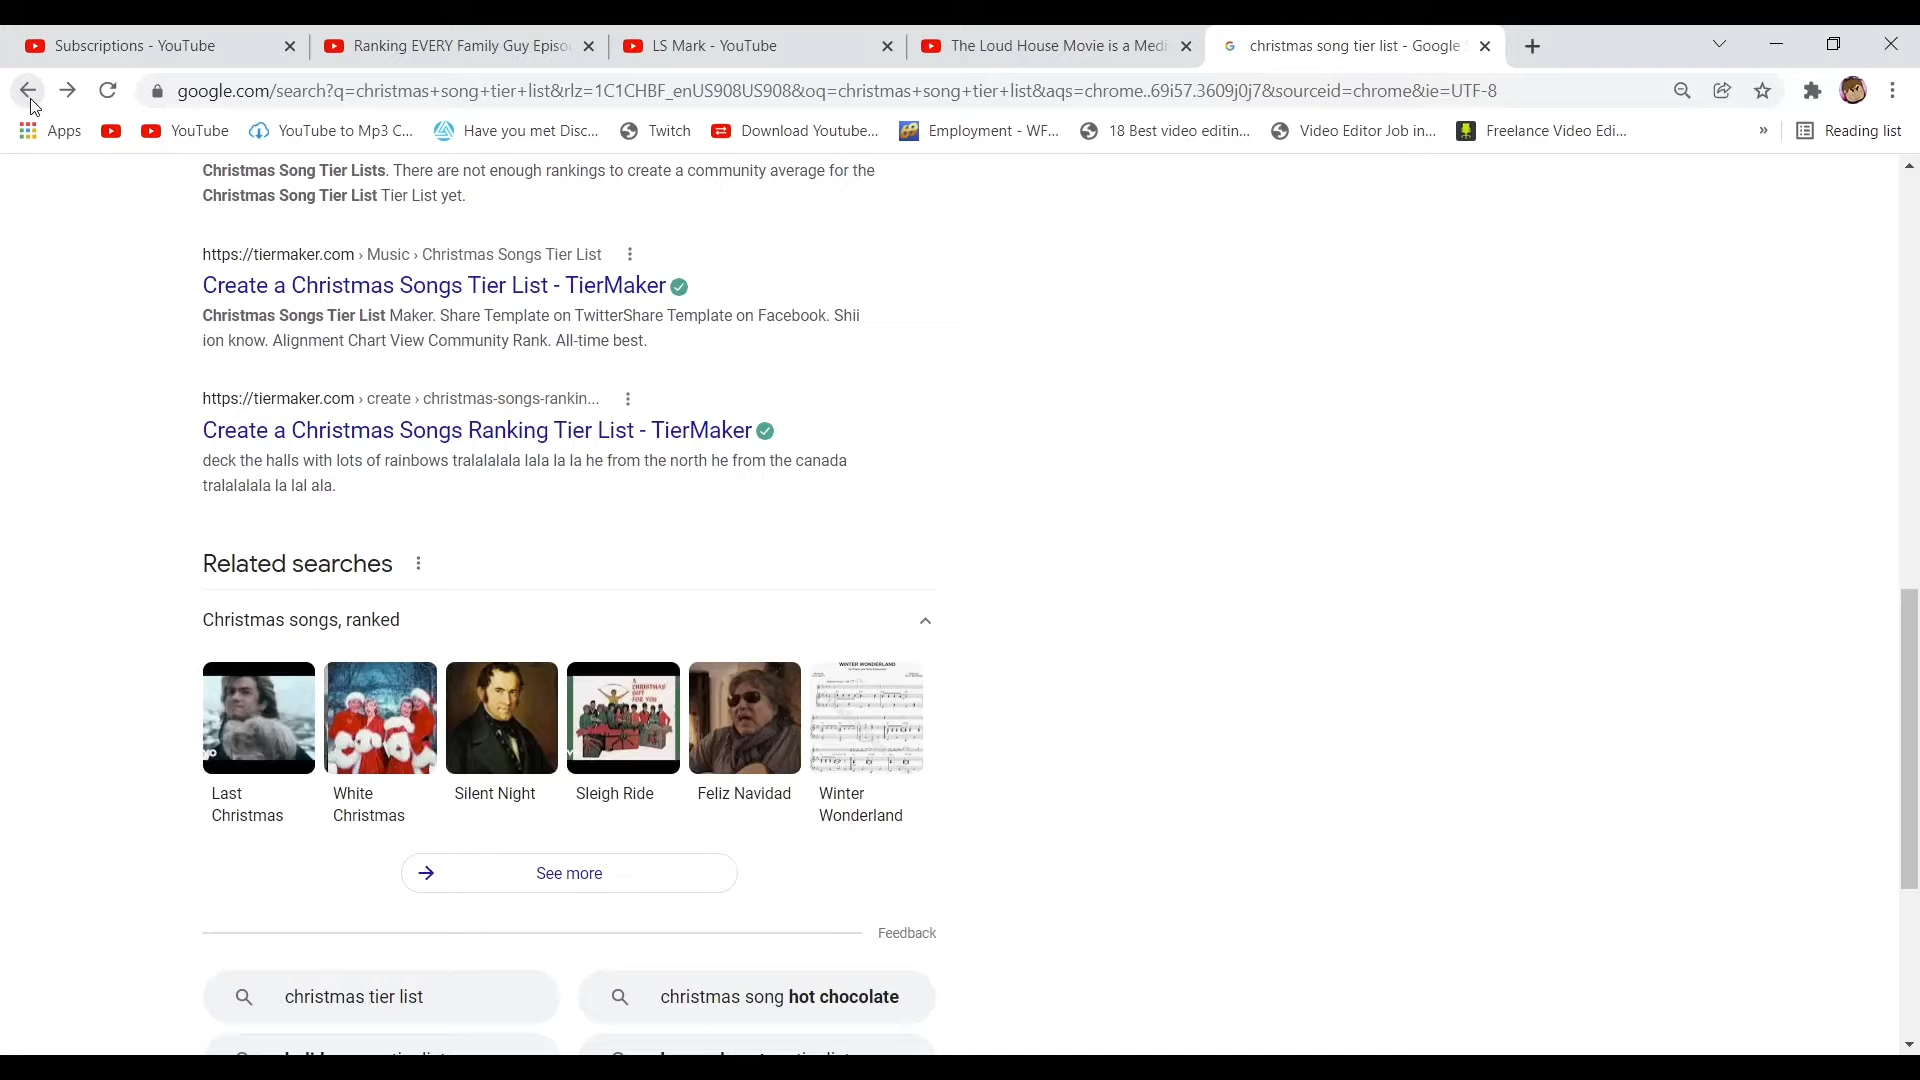 Subscriptions - YouTube
Ranking EVERY Family Guy Episo
LS Mark - YouTube
The Loud House Movie is a Medi
christmas song tier list - Google
google.com/search?q=christmas+song+tier+list&rlz=1C1CHBF_enUS908US908&oq=christmas+song+tier+list&aqs=chrome..69i57.3609j0j7&sourceid=chrome&ie=UTF-8
Apps
YouTube
YouTube to Mp3 C...
Have you met Disc...
Twitch
Download Youtube...
Employment - WF...
18 Best video editin...
Video Editor Job in...
Freelance Video Edi...
»
Reading list
Christmas Song Tier Lists. There are not enough rankings to create a community average for the
Christmas Song Tier List Tier List yet.
https://tiermaker.com › Music › Christmas Songs Tier List
Create a Christmas Songs Tier List - TierMaker
Christmas Songs Tier List Maker. Share Template on TwitterShare Template on Facebook. Shii
ion know. Alignment Chart View Community Rank. All-time best.
https://tiermaker.com › create › christmas-songs-rankin...
Create a Christmas Songs Ranking Tier List - TierMaker
deck the halls with lots of rainbows tralalalala lala la la he from the north he from the canada
tralalalala la lal ala.
Related searches
Christmas songs, ranked
A CHRISTMAS
GIFT
FOR YOU
WINTER WONDERLAND
Last
Christmas
White
Christmas
Silent Night
Sleigh Ride
Feliz Navidad
Winter
Wonderland
See more
Feedback
christmas tier list
christmas song hot chocolate